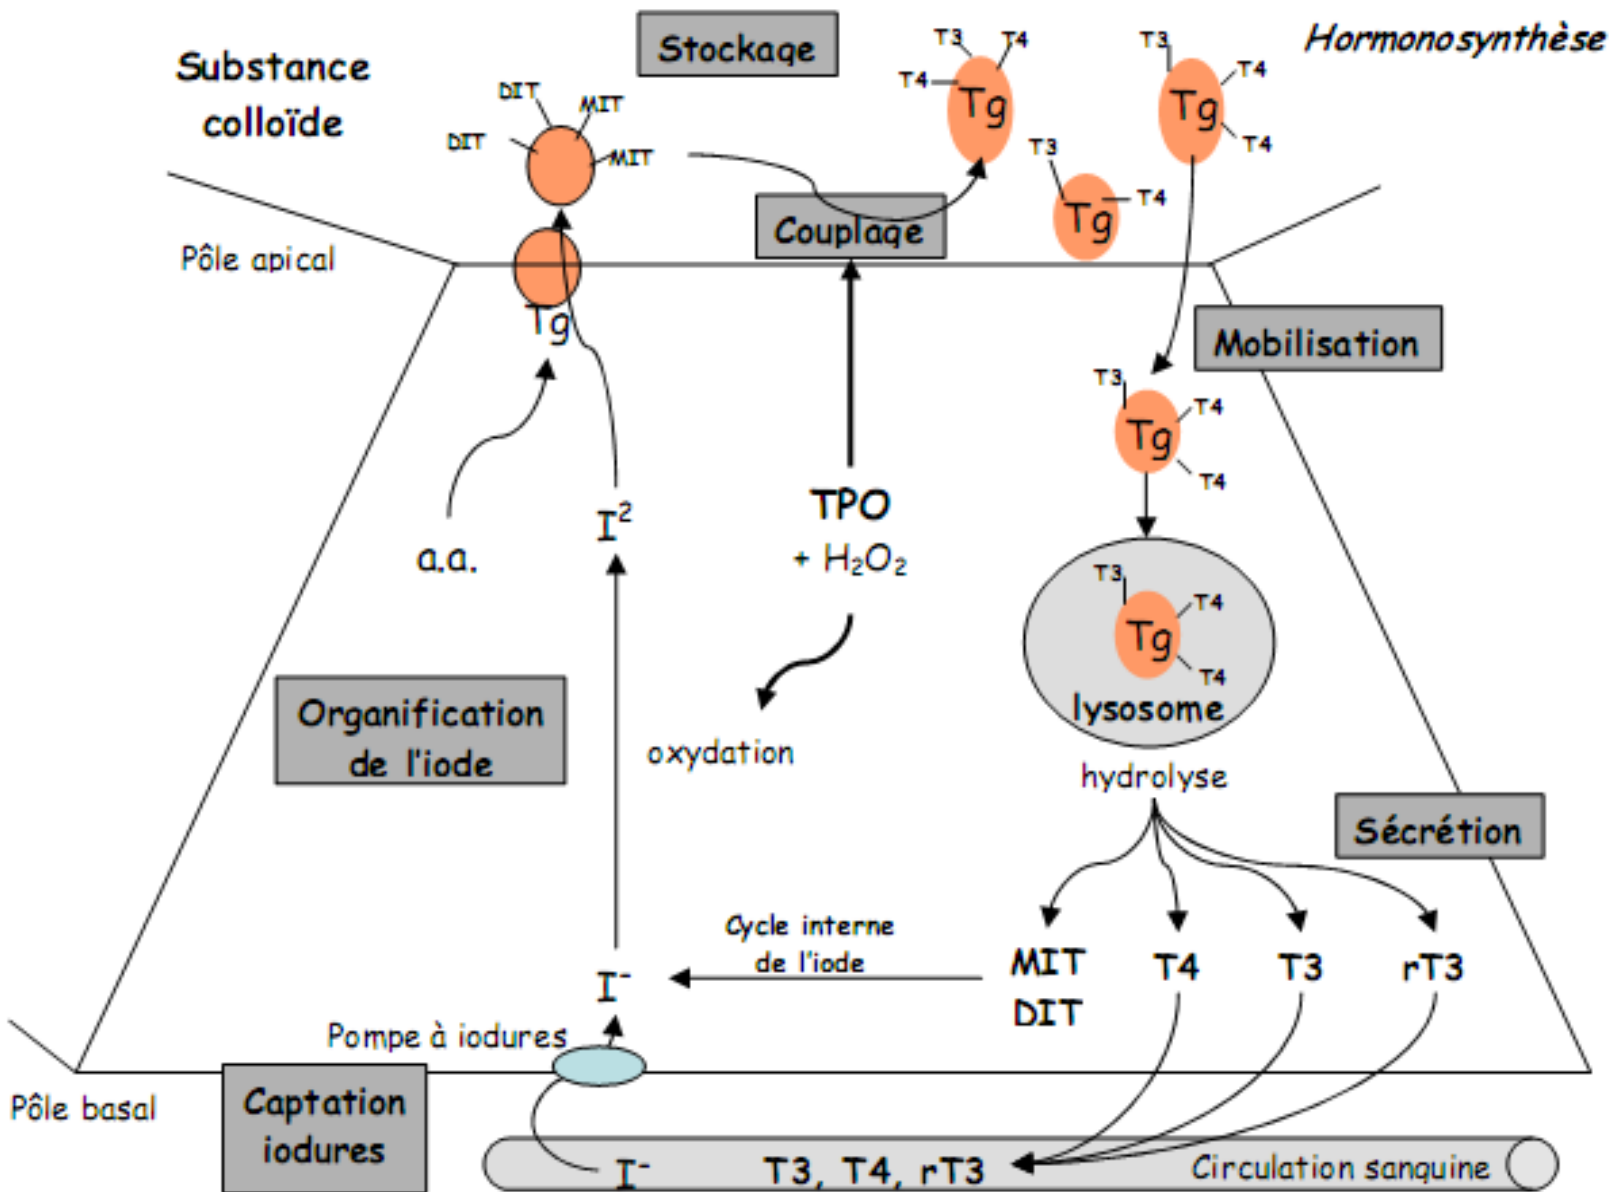 Hormonosynthèse
Stockage
Substance
colloïde
DIT
MIT
DIT
MIT
T3
T4
T4
Tg
T3
T4
Tg
T4
T3
T4
Tg
Couplage
Pôle apical
Tg
Mobilisation
T3
T4
Tg
T4
a.a.
I²
TPO
+ H₂O₂
T3
T4
Tg
T4
lysosome
hydrolyse
Organification
de l'iode
oxydation
Sécrétion
Cycle interne
de l'iode
I⁻
MIT
DIT
T4
T3
rT3
Pompe à iodures
Pôle basal
Captation
iodures
I⁻
T3, T4, rT3
Circulation sanguine